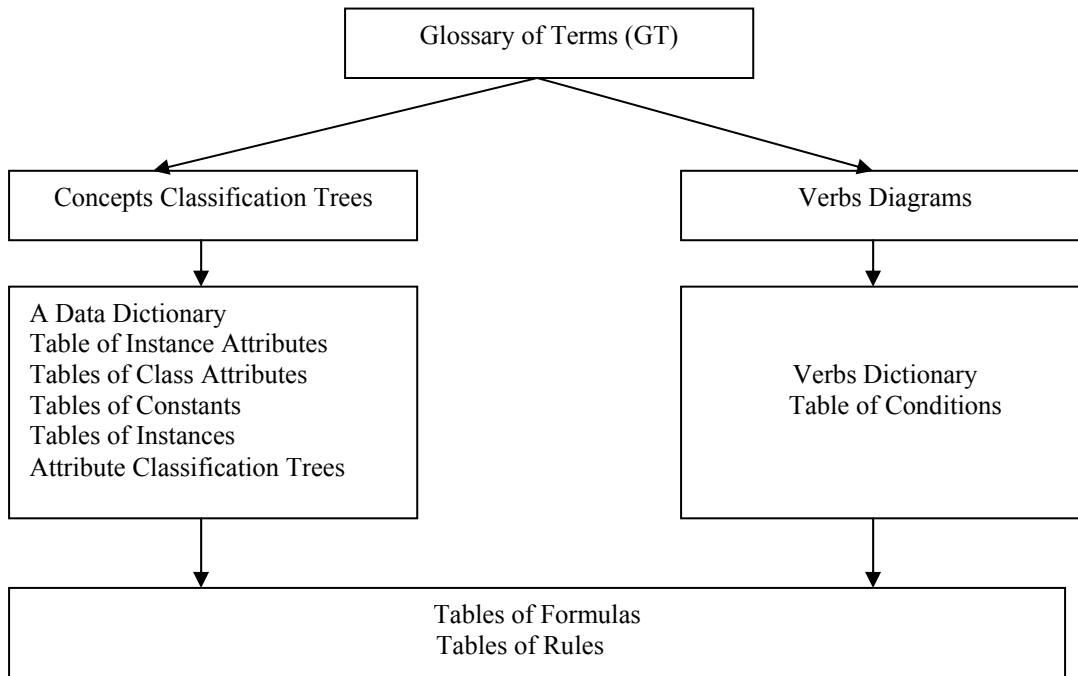 Glossary of Terms (GT)
Concepts Classification Trees
Verbs Diagrams
A Data Dictionary
Table of Instance Attributes
Tables of Class Attributes
Tables of Constants
Tables of Instances
Attribute Classification Trees
Verbs Dictionary
Table of Conditions
Tables of Formulas
Tables of Rules